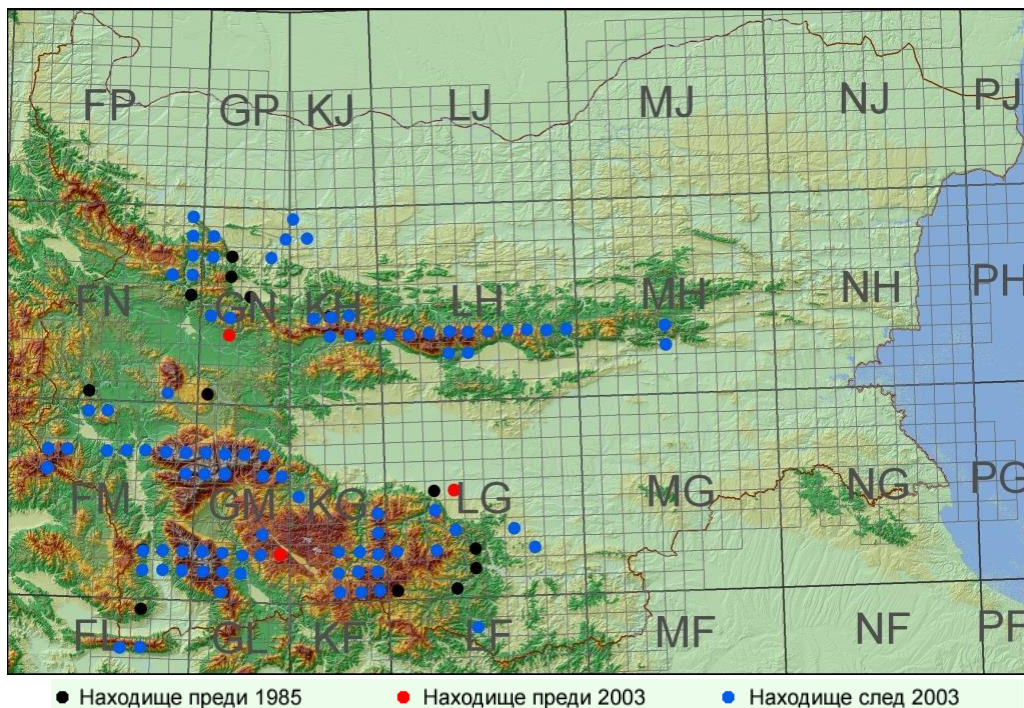 FP GP KJ LJ MJ NJ PJ
FN GN KH LH MH NH PH
FM GM KG LG MG NG PG
FL GL KF LF MF NF PF
Находище преди 1985 Находище преди 2003 Находище след 2003